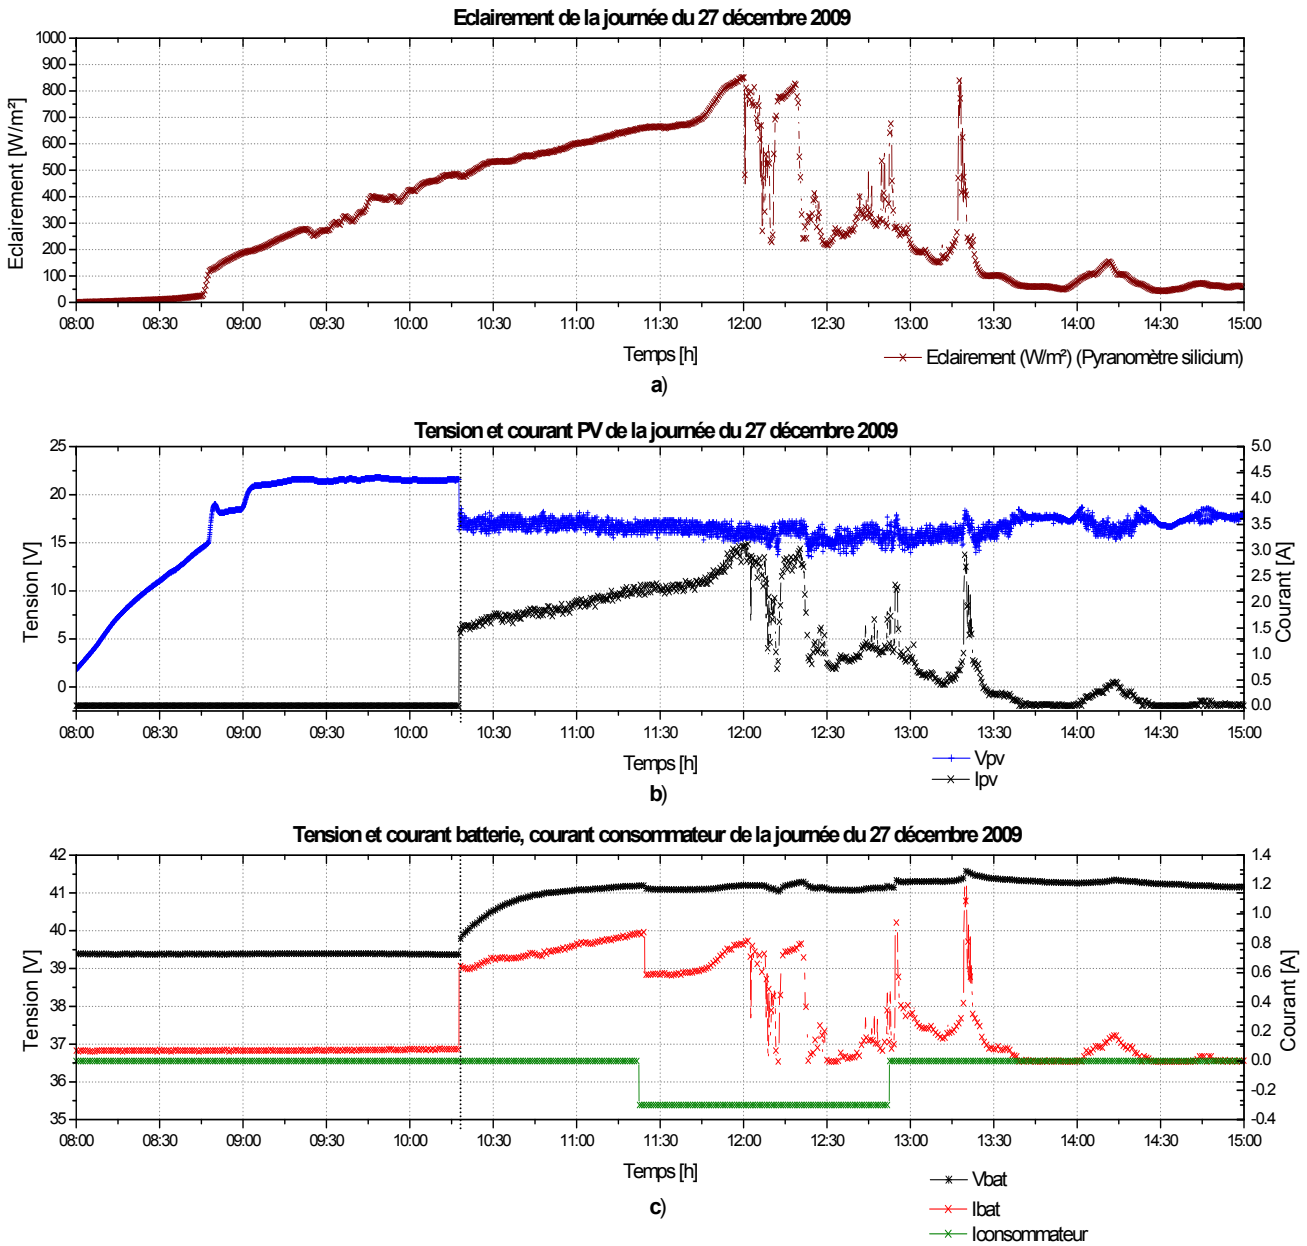 Eclairement de la journée du 27 décembre 2009
1000
900
800
700
600
500
400
300
200
100
0
Eclairement [W/m²]
08:00 08:30 09:00 09:30 10:00 10:30 11:00 11:30 12:00 12:30 13:00 13:30 14:00 14:30 15:00
Temps [h]
Eclairement (W/m²) (Pyranomètre silicium)
a)
Tension et courant PV de la journée du 27 décembre 2009
25
20
15
10
5
0
Tension [V]
5.0
4.5
4.0
3.5
3.0
2.5
2.0
1.5
1.0
0.5
0.0
Courant [A]
08:00 08:30 09:00 09:30 10:00 10:30 11:00 11:30 12:00 12:30 13:00 13:30 14:00 14:30 15:00
Temps [h]
Vpv
Ipv
b)
Tension et courant batterie, courant consommateur de la journée du 27 décembre 2009
42
41
40
39
38
37
36
35
Tension [V]
1.4
1.2
1.0
0.8
0.6
0.4
0.2
0.0
-0.2
-0.4
Courant [A]
08:00 08:30 09:00 09:30 10:00 10:30 11:00 11:30 12:00 12:30 13:00 13:30 14:00 14:30 15:00
Temps [h]
Vbat
Ibat
Iconsommateur
c)